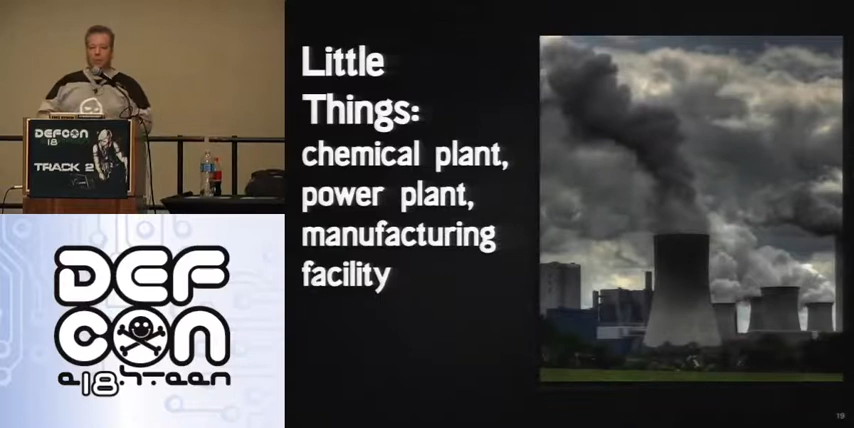 DEFCON
18
TRACK 2
DEF
CON
e18hteen
Little
Things:
chemical plant,
power plant,
manufacturing
facility
19